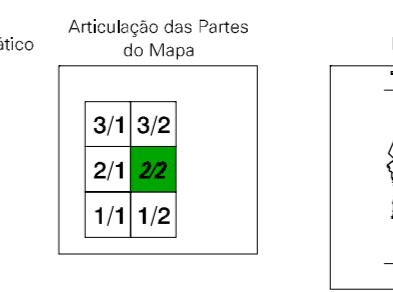 ático
Articulação das Partes
do Mapa
3/1 3/2
2/1 2/2
1/1 1/2